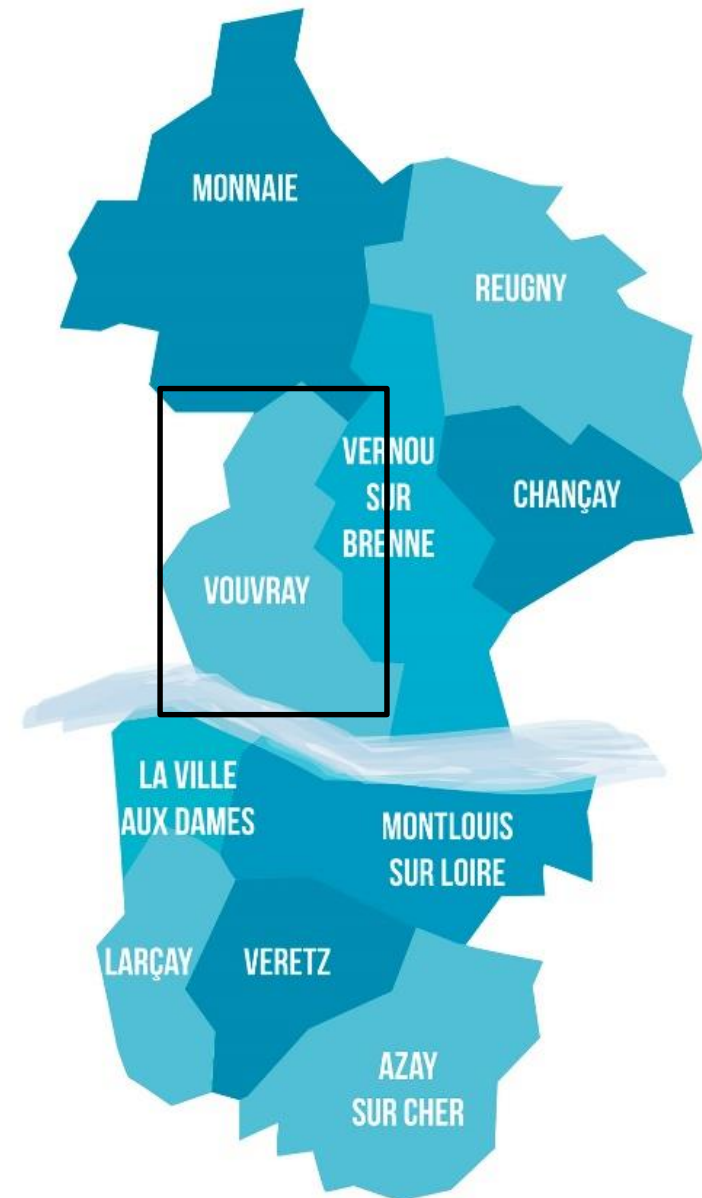 MONNAIE
REUGNY
VERNOU
SUR
BRENNE
CHANÇAY
VOUVRAY
LA VILLE
AUX DAMES
MONTLOUIS
SUR LOIRE
LARÇAY
VERETZ
AZAY
SUR CHER